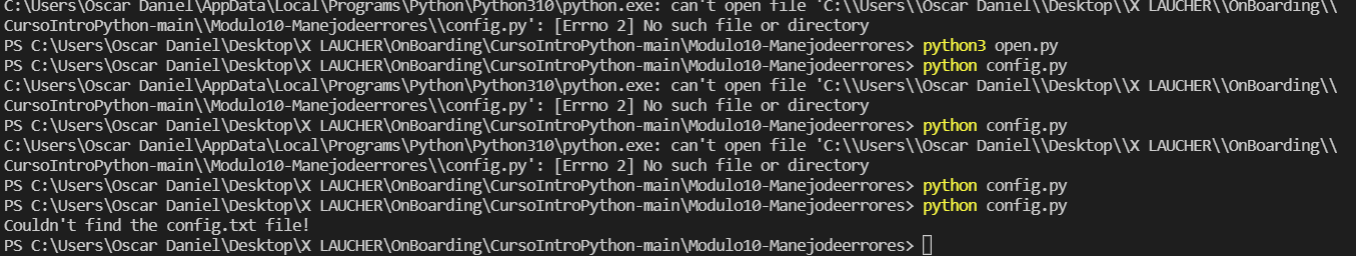 C:\Users\Oscar Daniel\AppData\Local\Programs\Python\Python310\python.exe: can't open file 'C:\\Users\\Oscar Daniel\\Desktop\\X LAUCHER\\OnBoarding\\
CursoIntroPython-main\\Modulo10-Manejodeerrores\\config.py': [Errno 2] No such file or directory
PS C:\Users\Oscar Daniel\Desktop\X LAUCHER\OnBoarding\CursoIntroPython-main\Modulo10-Manejodeerrores> python3 open.py
PS C:\Users\Oscar Daniel\Desktop\X LAUCHER\OnBoarding\CursoIntroPython-main\Modulo10-Manejodeerrores> python config.py
C:\Users\Oscar Daniel\AppData\Local\Programs\Python\Python310\python.exe: can't open file 'C:\\Users\\Oscar Daniel\\Desktop\\X LAUCHER\\OnBoarding\\
CursoIntroPython-main\\Modulo10-Manejodeerrores\\config.py': [Errno 2] No such file or directory
PS C:\Users\Oscar Daniel\Desktop\X LAUCHER\OnBoarding\CursoIntroPython-main\Modulo10-Manejodeerrores> python config.py
C:\Users\Oscar Daniel\AppData\Local\Programs\Python\Python310\python.exe: can't open file 'C:\\Users\\Oscar Daniel\\Desktop\\X LAUCHER\\OnBoarding\\
CursoIntroPython-main\\Modulo10-Manejodeerrores\\config.py': [Errno 2] No such file or directory
PS C:\Users\Oscar Daniel\Desktop\X LAUCHER\OnBoarding\CursoIntroPython-main\Modulo10-Manejodeerrores> python config.py
PS C:\Users\Oscar Daniel\Desktop\X LAUCHER\OnBoarding\CursoIntroPython-main\Modulo10-Manejodeerrores> python config.py
Couldn't find the config.txt file!
PS C:\Users\Oscar Daniel\Desktop\X LAUCHER\OnBoarding\CursoIntroPython-main\Modulo10-Manejodeerrores>